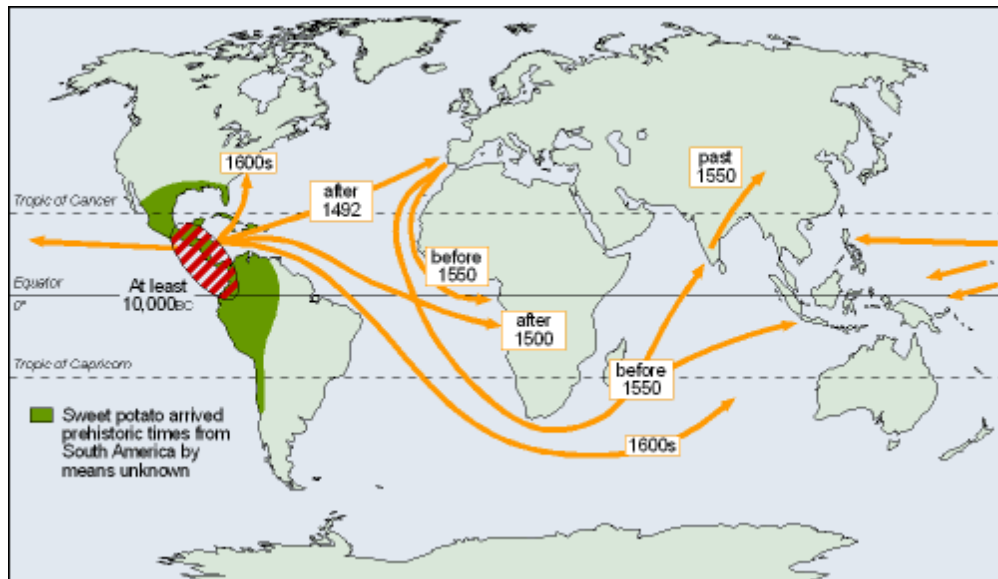 1600s
after
1492
past
1550
Tropic of Cancer
before
1550
Equator
0°
At least
10,000BC
after
1500
Tropic of Capricorn
before
1550
1600s
Sweet potato arrived
prehistoric times from
South America by
means unknown